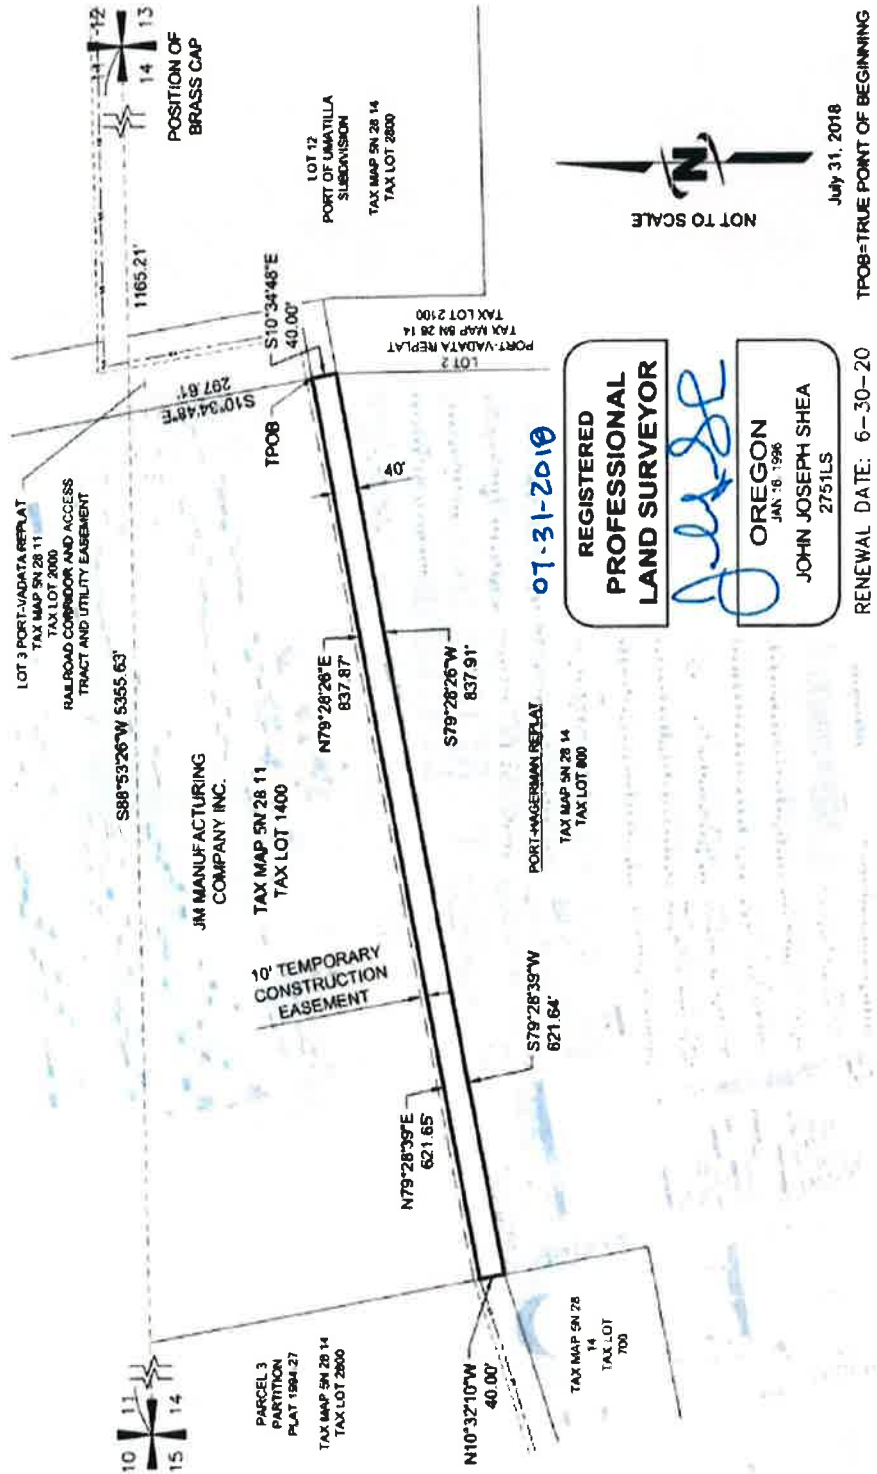 10 11
15 14
11 12
14 13
POSITION OF
BRASS CAP
LOT 3 PORT-VADATA REPLAT
TAX MAP 5N 28 11
TAX LOT 2000
RAILROAD CORRIDOR AND ACCESS
TRACT AND UTILITY EASEMENT
S88°53'26"W 5355.63'
1165.21'
S10°34'48"E
297.61'
JM MANUFACTURING
COMPANY INC.
TAX MAP 5N 28 11
TAX LOT 1400
LOT 12
PORT OF UMATILLA
SUBDIVISION
TAX MAP 5N 28 14
TAX LOT 2800
S10°34'48"E
40.00'
TPOB
LOT 2
PORT-VADATA REPLAT
TAX MAP 5N 28 14
TAX LOT 2100
40'
N79°28'26"E
837.87'
S79°28'26"W
837.91'
10' TEMPORARY
CONSTRUCTION
EASEMENT
N79°28'39"E
621.65'
S79°28'39"W
621.64'
PARCEL 3
PARTITION
PLAT 1994-27
TAX MAP 5N 28 14
TAX LOT 2600
N10°32'10"W
40.00'
TAX MAP 5N 28
14
TAX LOT
700
PORT-HAGERMAN REPLAT
TAX MAP 5N 28 14
TAX LOT 800
07-31-2018
REGISTERED
PROFESSIONAL
LAND SURVEYOR
OREGON
JAN 16, 1996
JOHN JOSEPH SHEA
2751LS
RENEWAL DATE: 6-30-20
N
NOT TO SCALE
July 31, 2018
TPOB=TRUE POINT OF BEGINNING